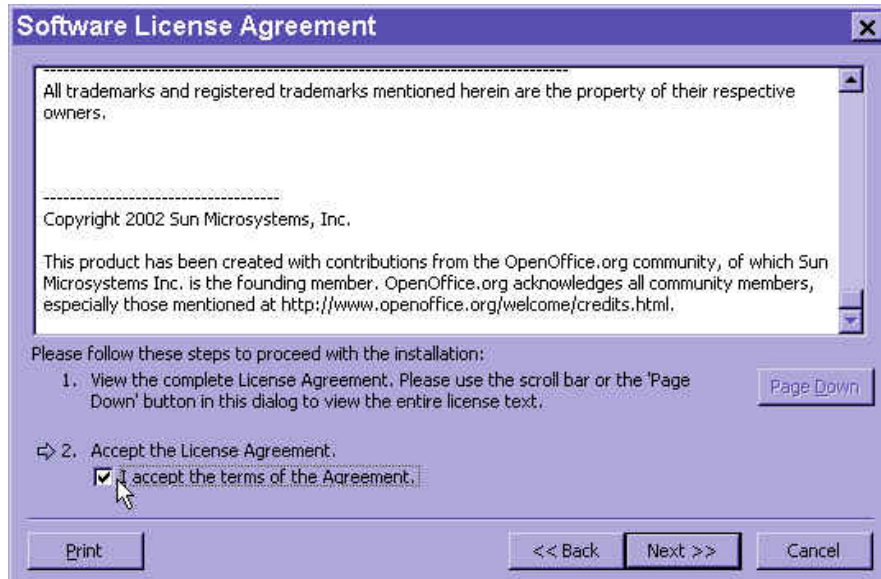 Software License Agreement
--------------------------------------------------------------------------------
All trademarks and registered trademarks mentioned herein are the property of their respective
owners.
------------------------------------
Copyright 2002 Sun Microsystems, Inc.
This product has been created with contributions from the OpenOffice.org community, of which Sun
Microsystems Inc. is the founding member. OpenOffice.org acknowledges all community members,
especially those mentioned at http://www.openoffice.org/welcome/credits.html.
Please follow these steps to proceed with the installation:
1. View the complete License Agreement. Please use the scroll bar or the 'Page
Down' button in this dialog to view the entire license text.
Page Down
2. Accept the License Agreement.
I accept the terms of the Agreement.
Print
<< Back
Next >>
Cancel